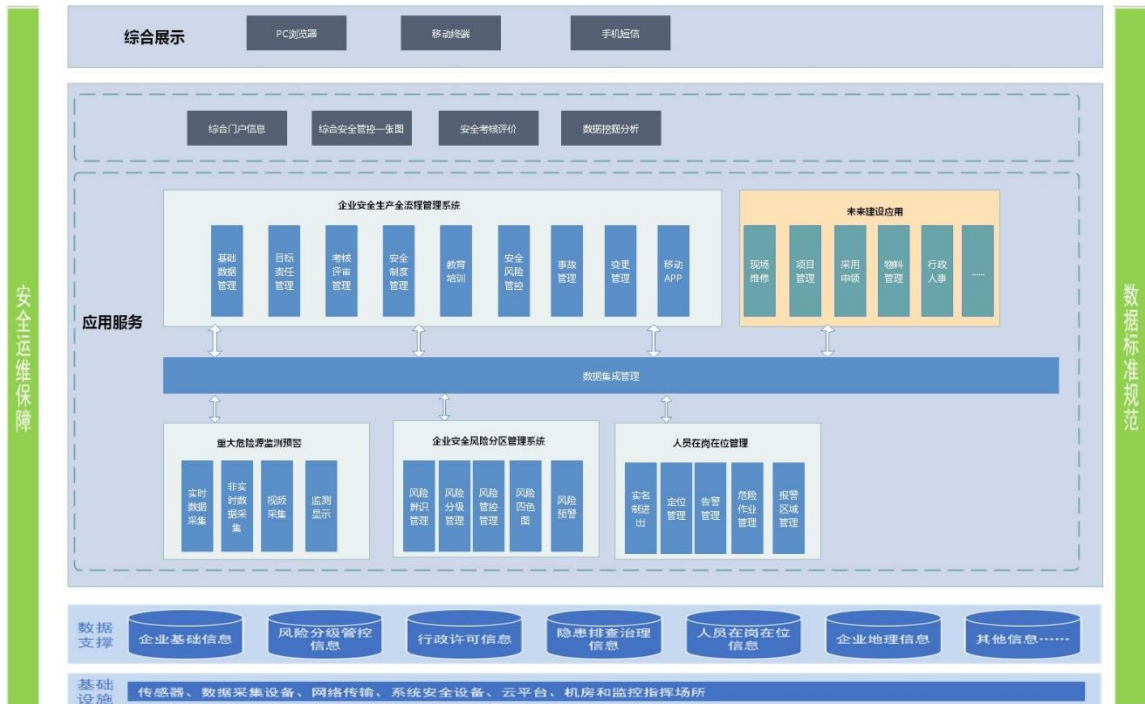 综合展示
PC浏览器
移动终端
手机短信
综合门户信息
综合安全管控一张图
安全考核评价
数据挖掘分析
应用服务
企业安全生产全流程管理系统
基础
数据
管理
目标
责任
管理
考核
评审
管理
安全
制度
管理
教育
培训
安全
风险
管控
事故
管理
变更
管理
移动
APP
未来建设应用
现场
维修
项目
管理
采用
申领
物料
管理
行政
人事
......
数据集成管理
重大危险源监测预警
实时
数据
采集
非实
时数
据采
集
视频
采集
监测
显示
企业安全风险分区管理系统
风险
辨识
管理
风险
分级
管理
风险
管控
管理
风险
四色
图
风险
预警
人员在岗在位管理
实名
制进
出
定位
管理
告警
管理
危险
作业
管理
报警
区域
管理
数据
支撑
企业基础信息
风险分级管控
信息
行政许可信息
隐患排查治理
信息
人员在岗在位
信息
企业地理信息
其他信息……
基础
设施
传感器、数据采集设备、网络传输、系统安全设备、云平台、机房和监控指挥场所
安全运维保障
数据标准规范